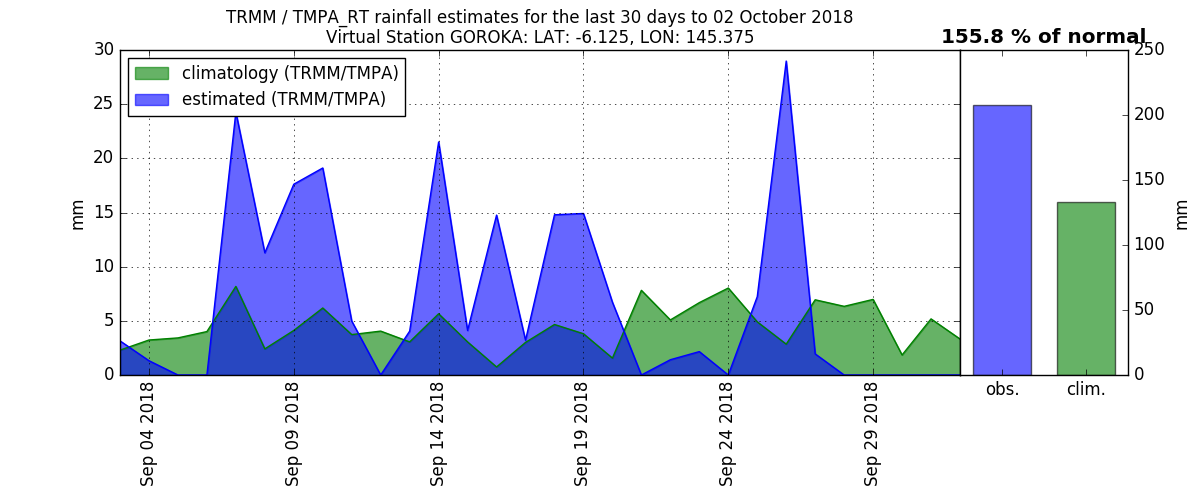 TRMM / TMPA_RT rainfall estimates for the last 30 days to 02 October 2018
Virtual Station GOROKA: LAT: -6.125, LON: 145.375
155.8 % of normal
climatology (TRMM/TMPA)
estimated (TRMM/TMPA)
mm
30
25
20
15
10
5
0
Sep 04 2018
Sep 09 2018
Sep 14 2018
Sep 19 2018
Sep 24 2018
Sep 29 2018
obs.
clim.
250
200
150
100
50
0
mm